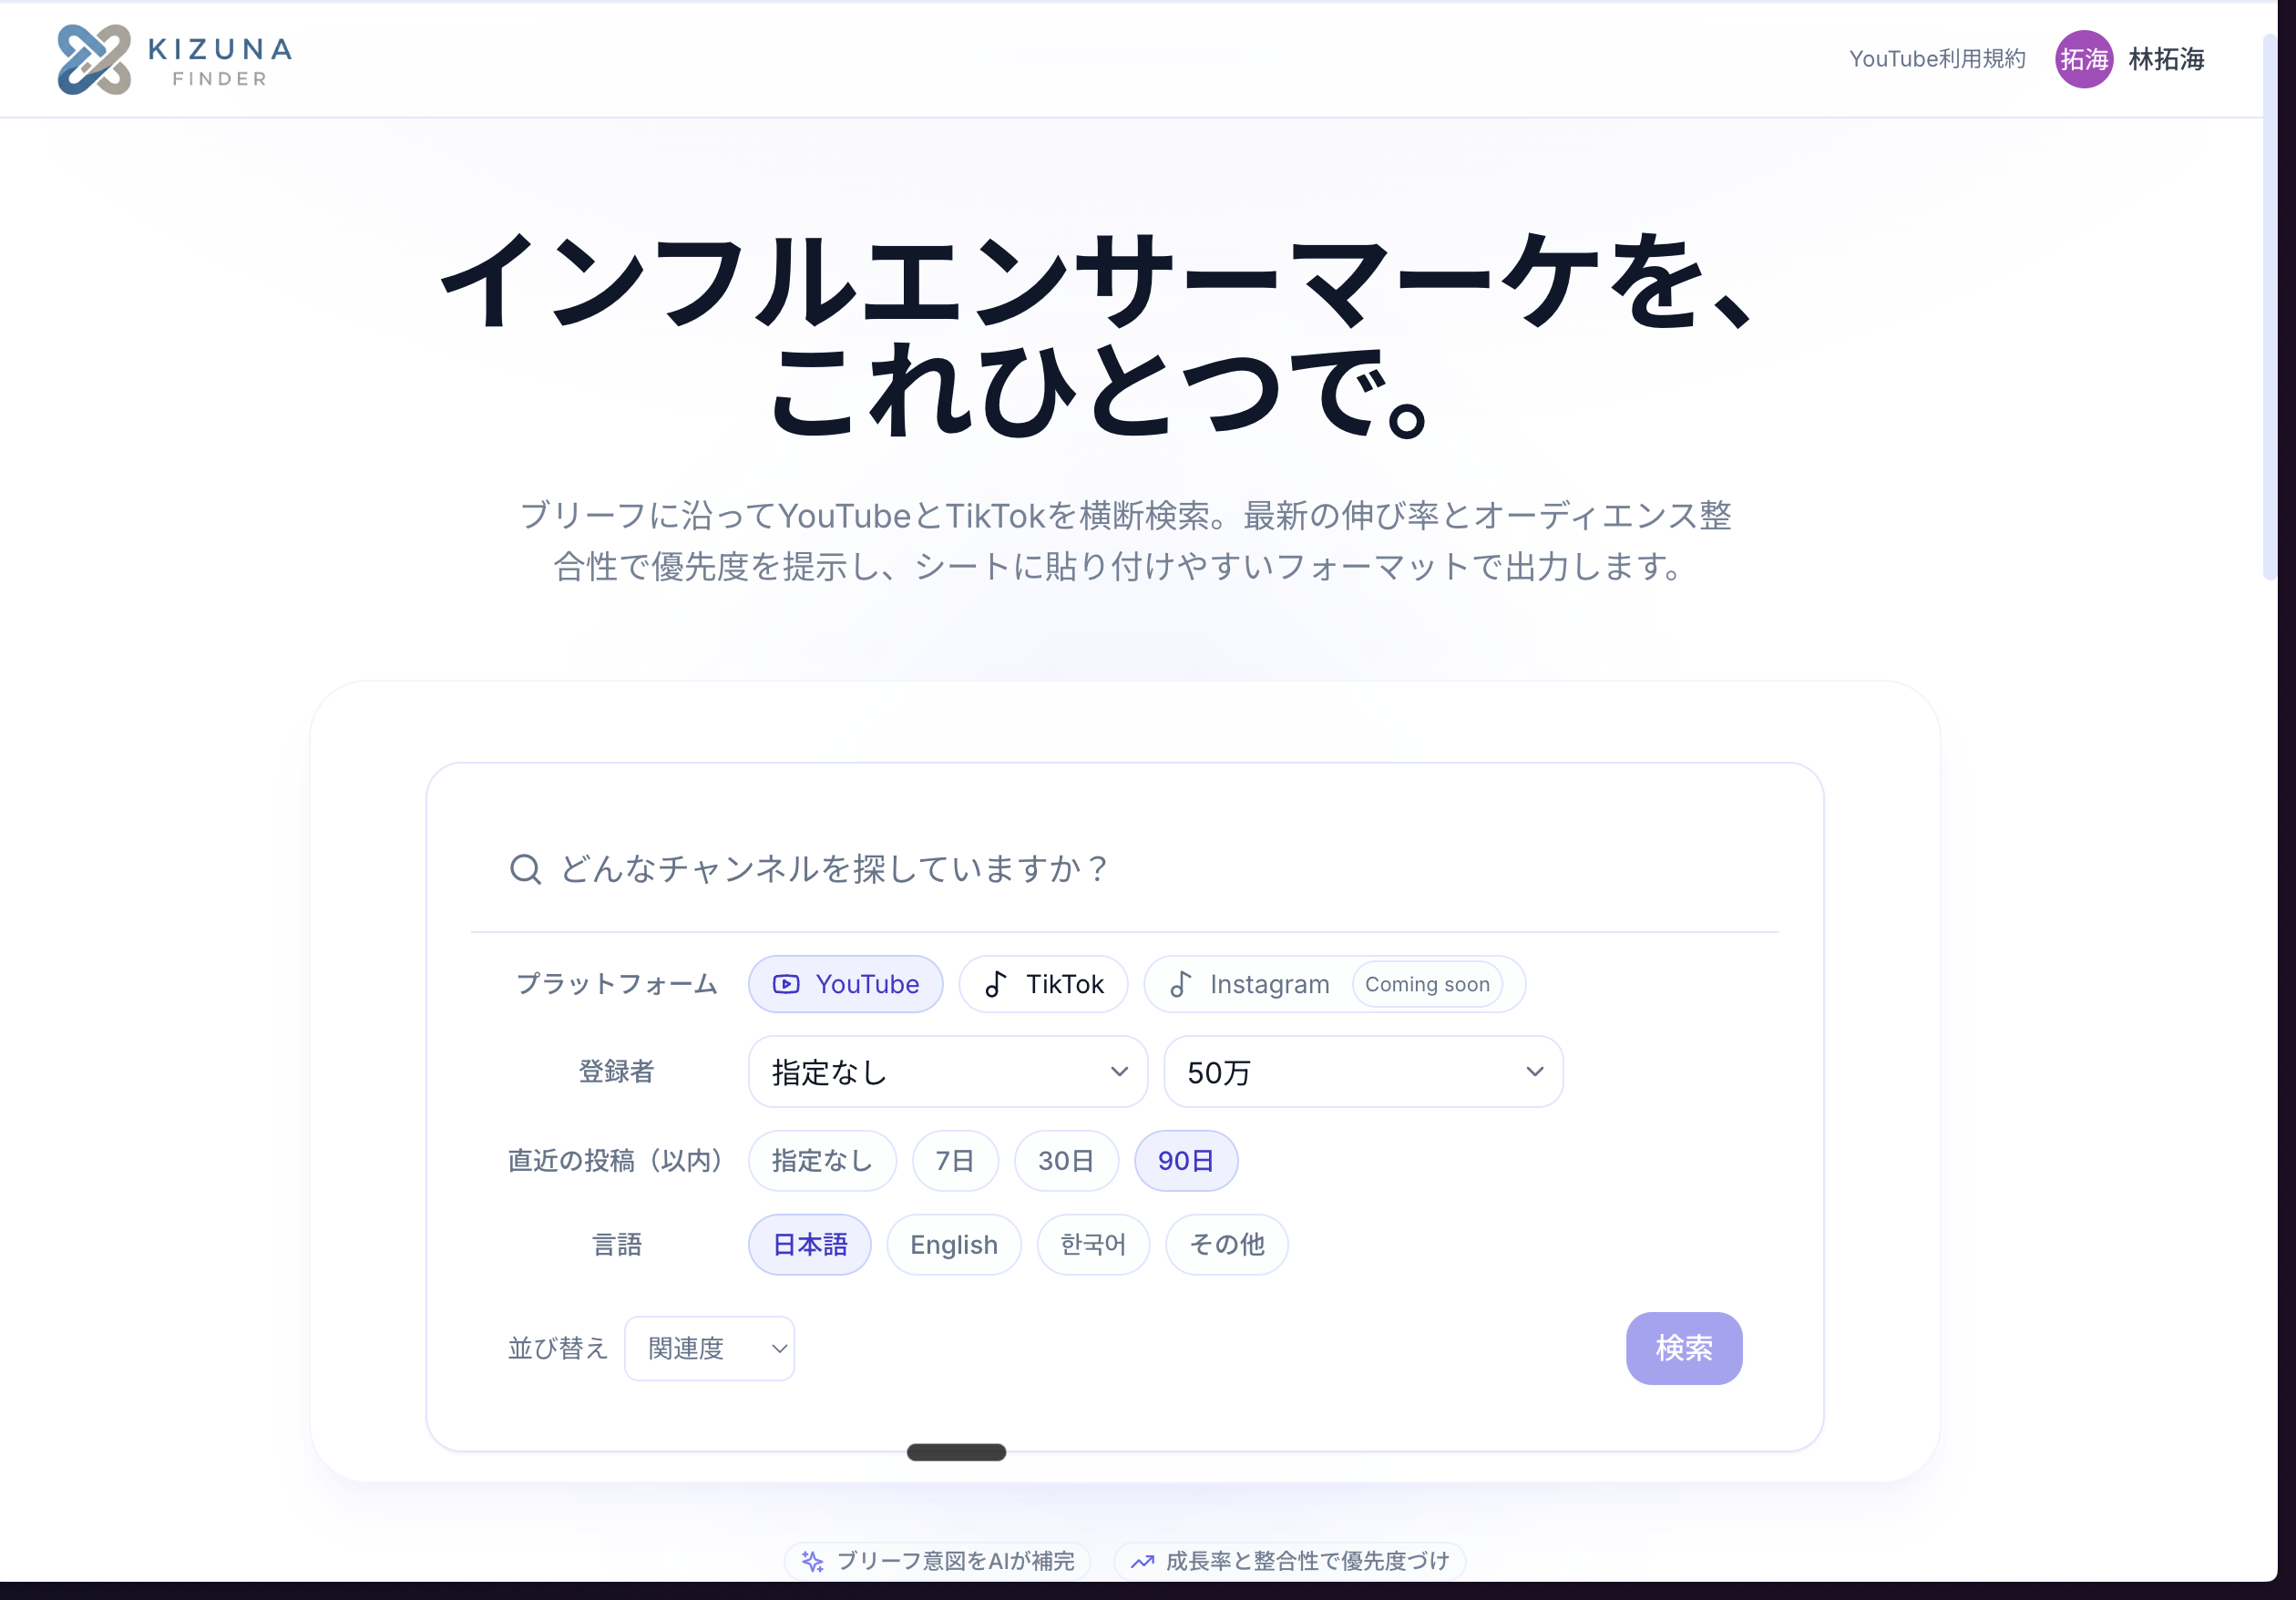 KIZUNA
FINDER
YouTube利用規約
拓海
林拓海
インフルエンサーマーケを、
これひとつで。
ブリーフに沿ってYouTubeとTikTokを横断検索。最新の伸び率とオーディエンス整
合性で優先度を提示し、シートに貼り付けやすいフォーマットで出力します。
どんなチャンネルを探していますか？
プラットフォーム YouTube TikTok Instagram Coming soon
登録者 指定なし 50万
直近の投稿（以内） 指定なし 7日 30日 90日
言語 日本語 English 한국어 その他
並び替え 関連度 検索
ブリーフ意図をAIが補完 成長率と整合性で優先度づけ